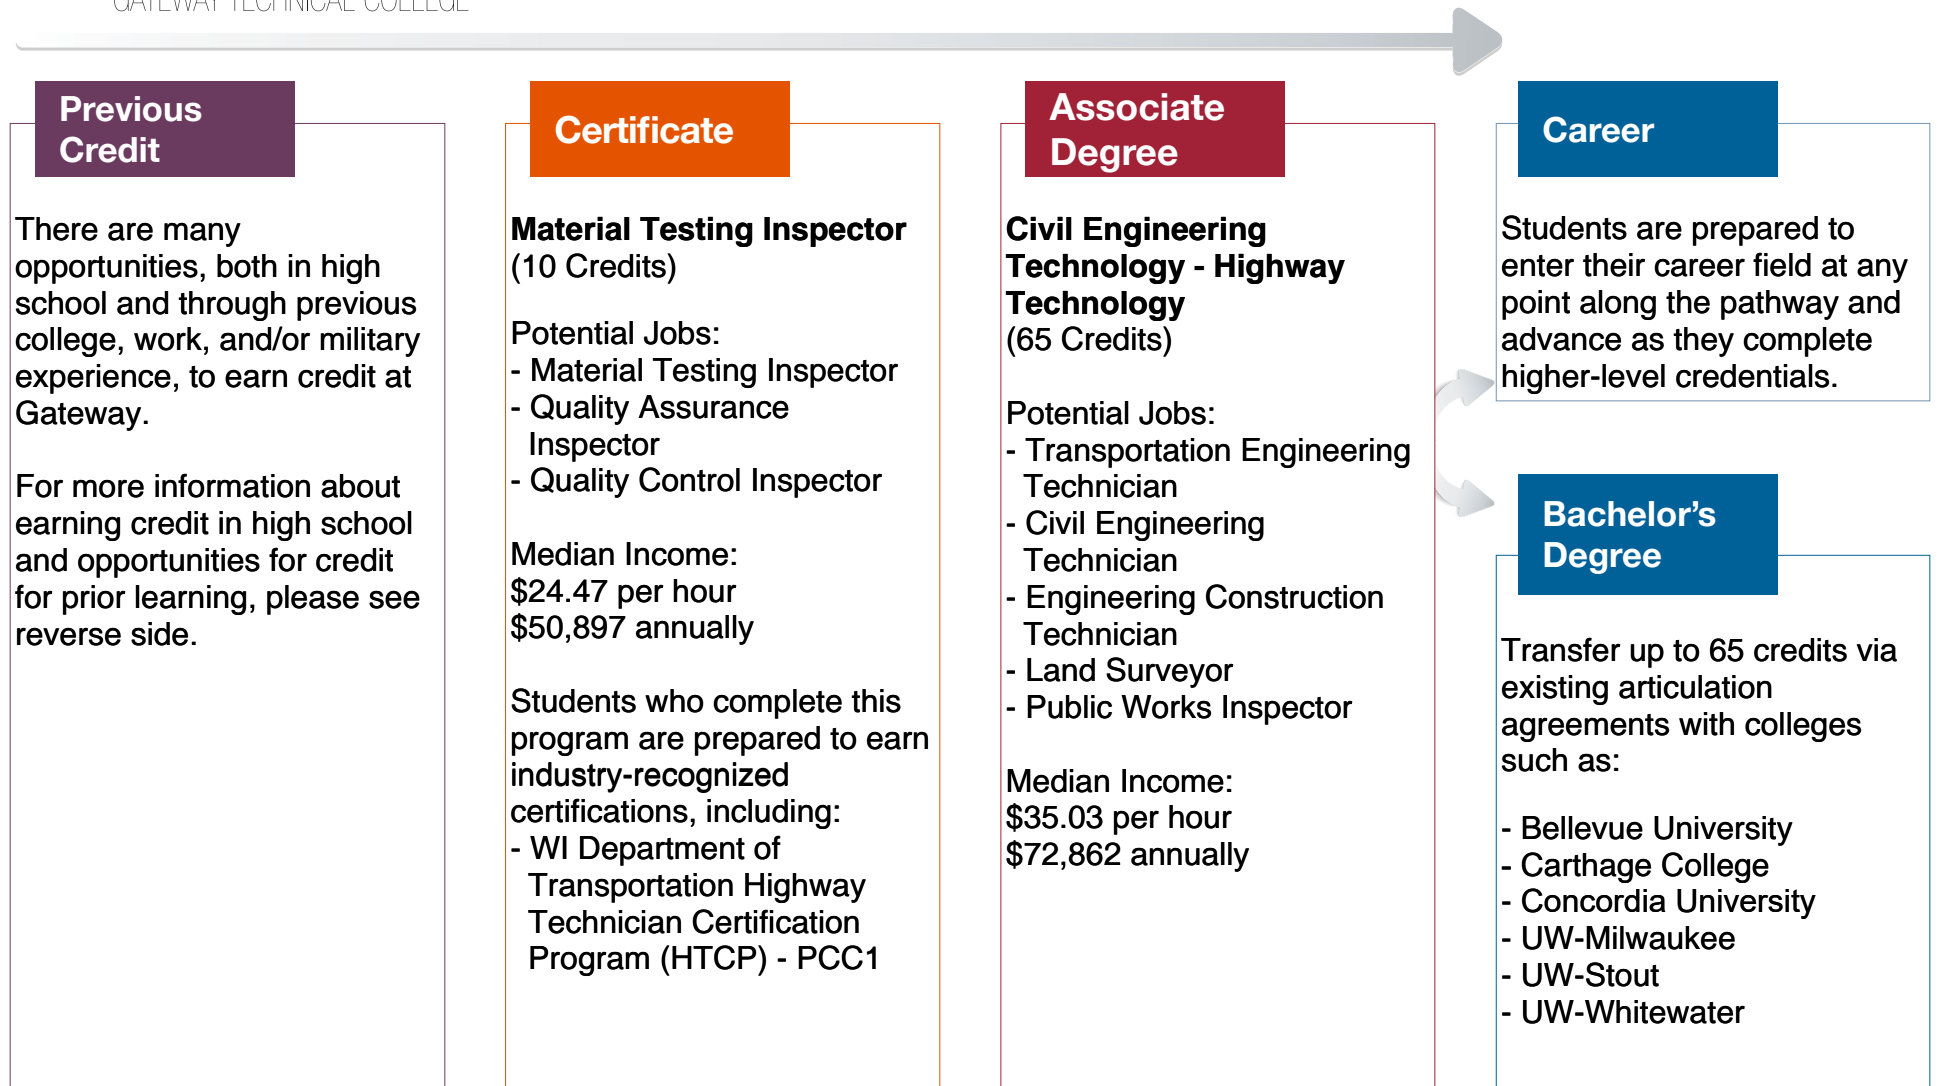 GATEWAY TECHNICAL COLLEGE
Previous
Credit
There are many
opportunities, both in high
school and through previous
college, work, and/or military
experience, to earn credit at
Gateway.
For more information about
earning credit in high school
and opportunities for credit
for prior learning, please see
reverse side.
Certificate
Material Testing Inspector
(10 Credits)
Potential Jobs:
- Material Testing Inspector
- Quality Assurance
Inspector
- Quality Control Inspector
Median Income:
$24.47 per hour
$50,897 annually
Students who complete this
program are prepared to earn
industry-recognized
certifications, including:
- WI Department of
Transportation Highway
Technician Certification
Program (HTCP) - PCC1
Associate
Degree
Civil Engineering
Technology - Highway
Technology
(65 Credits)
Potential Jobs:
- Transportation Engineering
Technician
- Civil Engineering
Technician
- Engineering Construction
Technician
- Land Surveyor
- Public Works Inspector
Median Income:
$35.03 per hour
$72,862 annually
Career
Students are prepared to
enter their career field at any
point along the pathway and
advance as they complete
higher-level credentials.
Bachelor’s
Degree
Transfer up to 65 credits via
existing articulation
agreements with colleges
such as:
- Bellevue University
- Carthage College
- Concordia University
- UW-Milwaukee
- UW-Stout
- UW-Whitewater